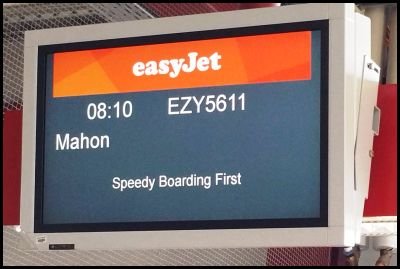 easyJet
08:10 EZY5611
Mahon
Speedy Boarding First